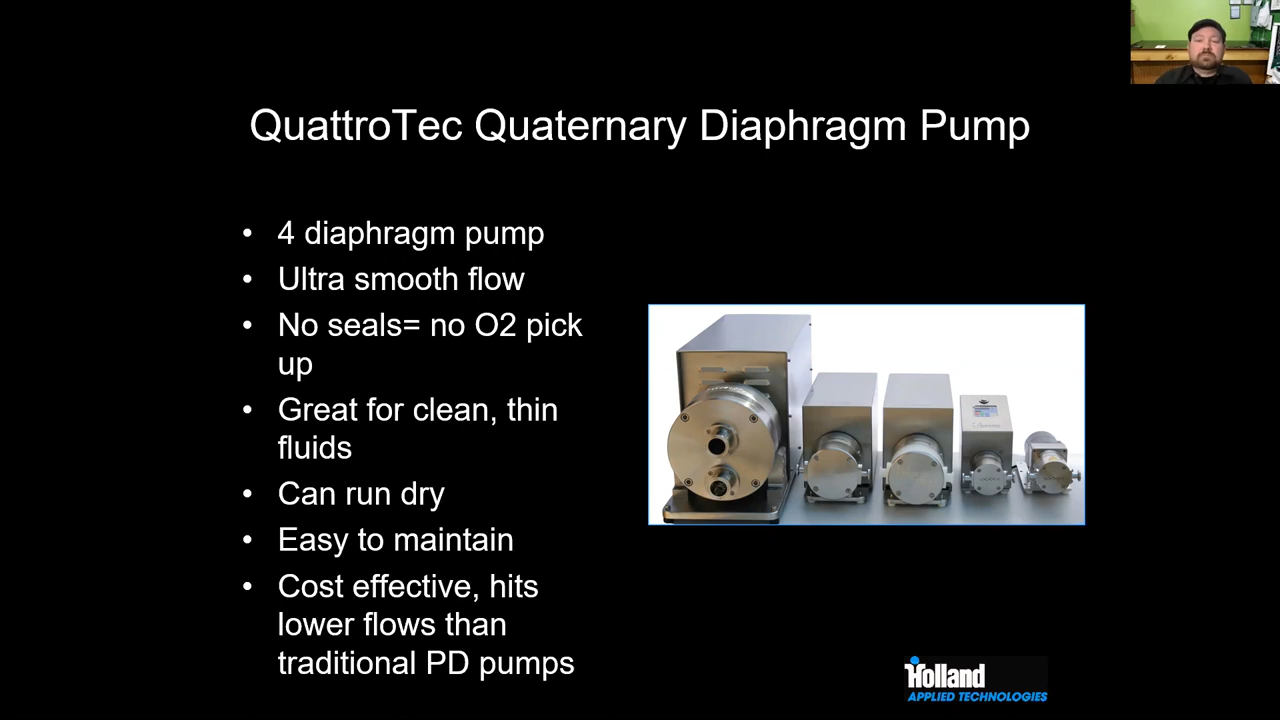 QuattroTec Quaternary Diaphragm Pump
• 4 diaphragm pump
• Ultra smooth flow
• No seals= no O2 pick
up
• Great for clean, thin
fluids
• Can run dry
• Easy to maintain
• Cost effective, hits
lower flows than
traditional PD pumps
Holland
APPLIED TECHNOLOGIES